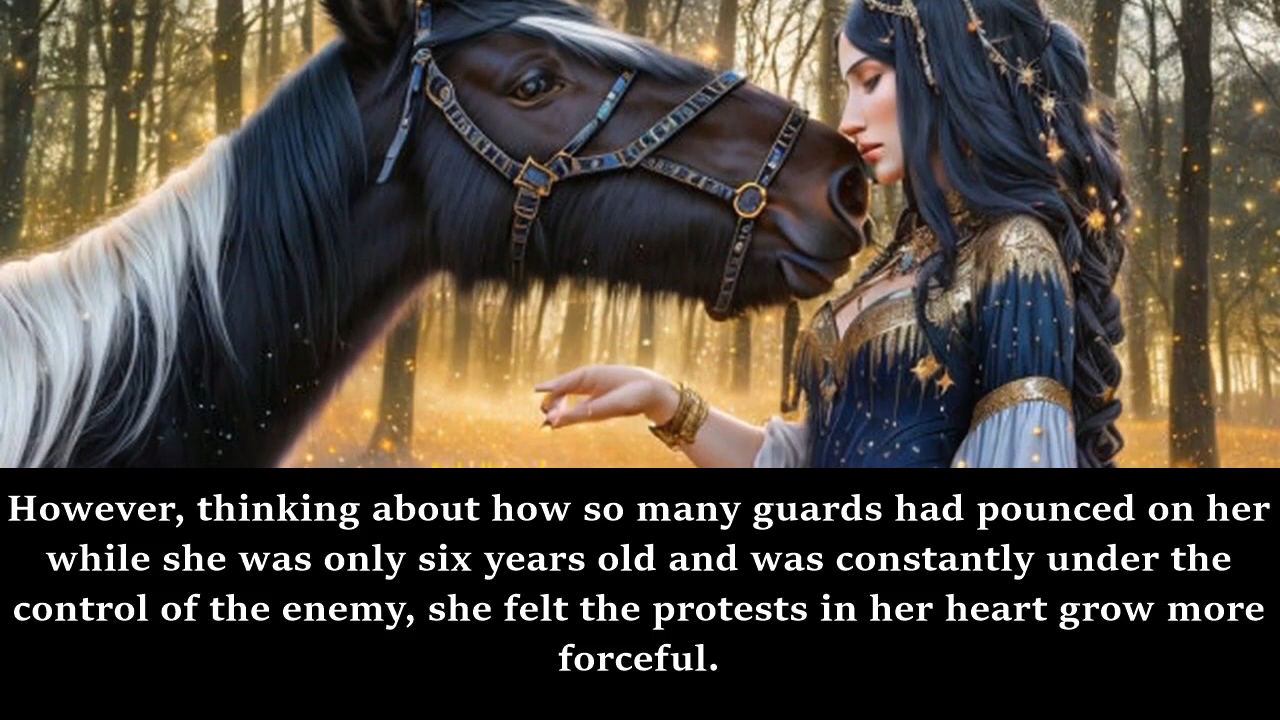 However, thinking about how so many guards had pounced on her
while she was only six years old and was constantly under the
control of the enemy, she felt the protests in her heart grow more
forceful.